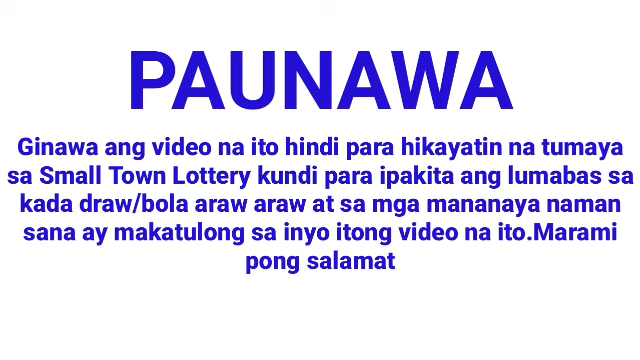 PAUNAWA
Ginawa ang video na ito hindi para hikayatin na tumaya
sa Small Town Lottery kundi para ipakita ang lumabas sa
kada draw/bola araw araw at sa mga mananaya naman
sana ay makatulong sa inyo itong video na ito.Marami
pong salamat